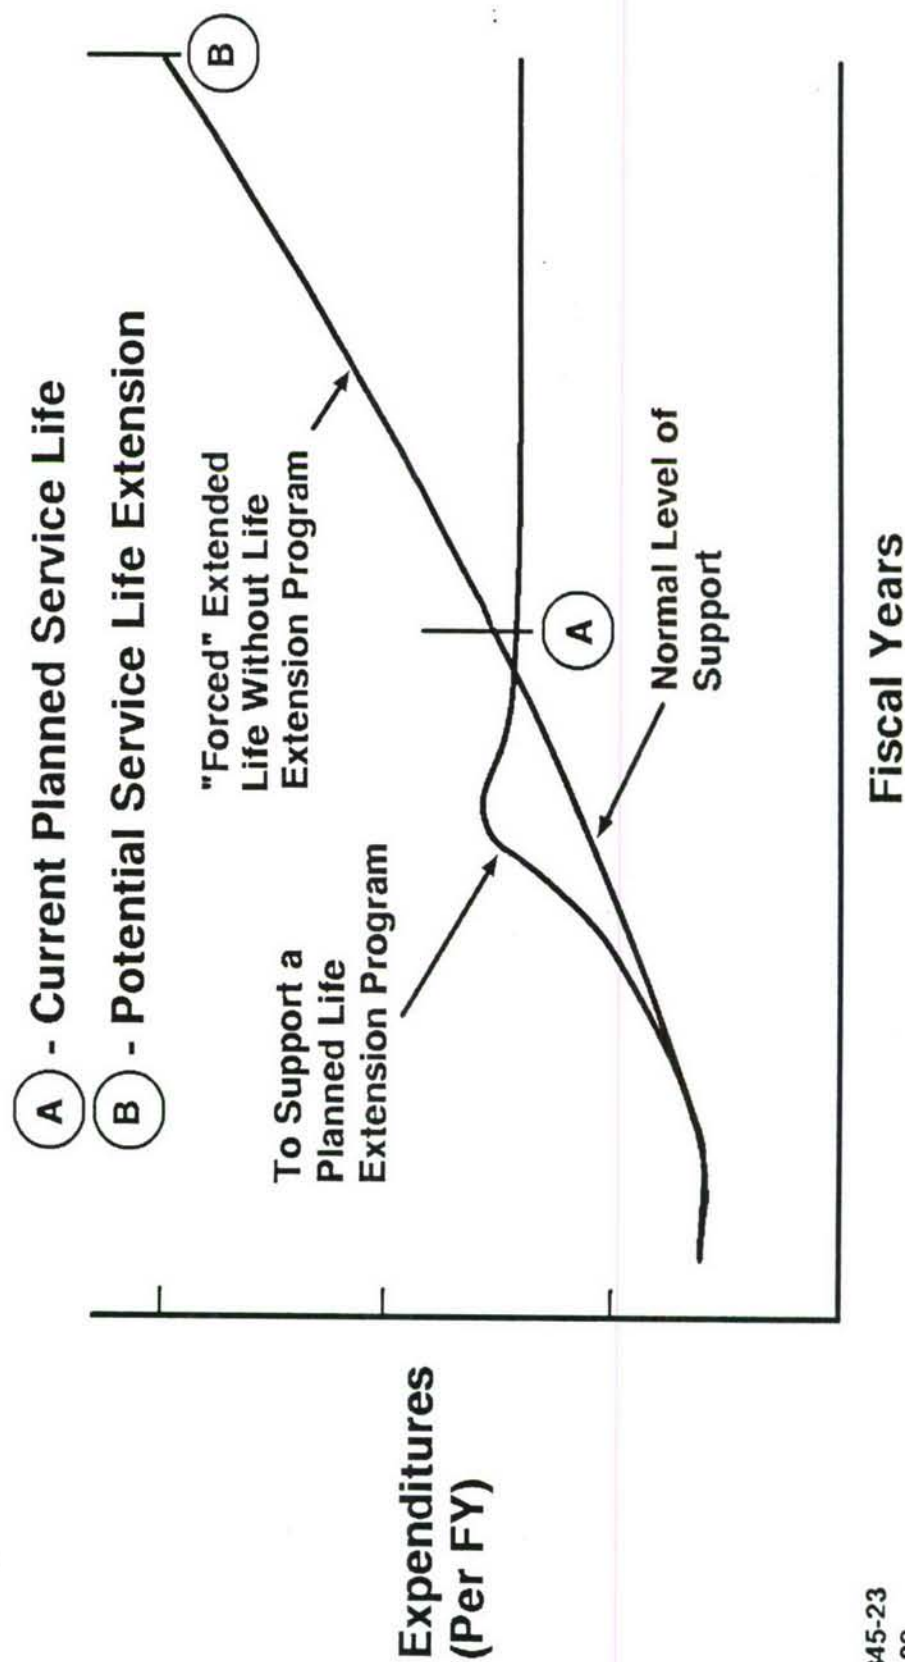 A - Current Planned Service Life
B - Potential Service Life Extension
"Forced" Extended
Life Without Life
Extension Program
B
To Support a
Planned Life
Extension Program
A
Normal Level of
Support
Expenditures
(Per FY)
Fiscal Years